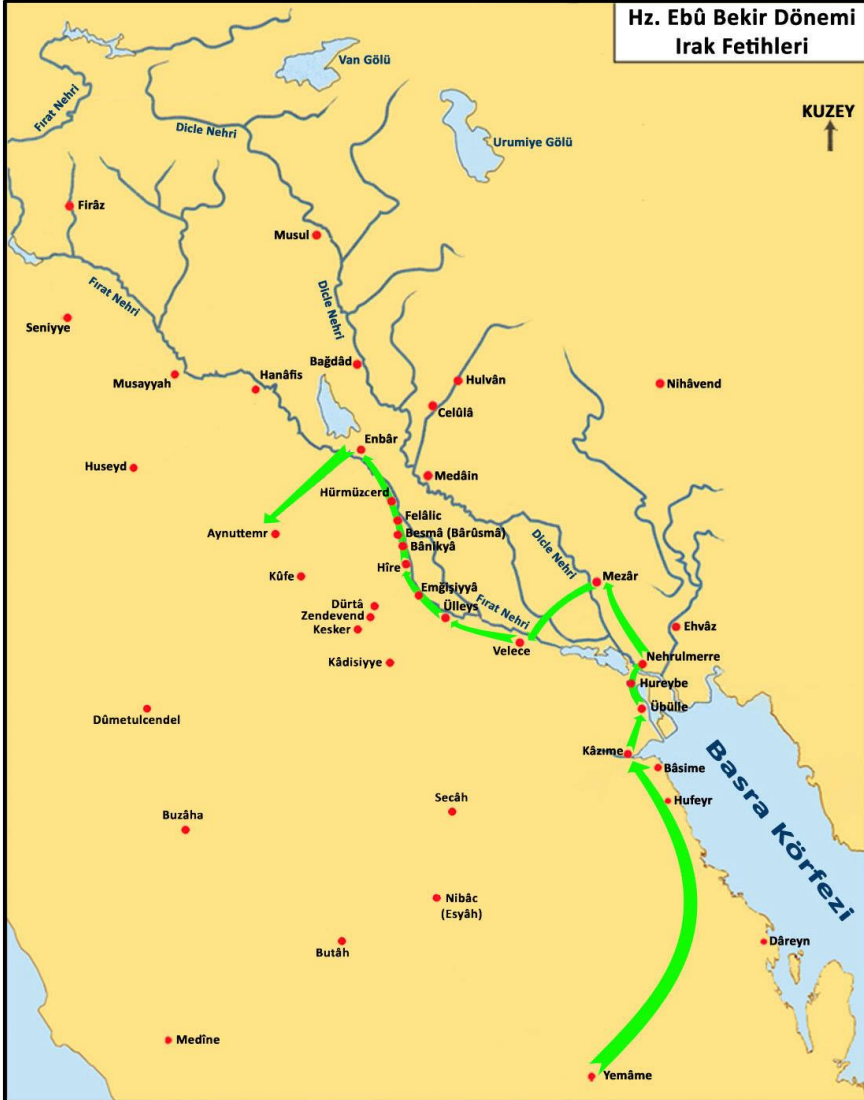 Hz. Ebû Bekir Dönemi
Irak Fetihleri
Van Gölü
Fırat Nehri
Dicle Nehri
KUZEY
Urumiye Gölü
Firâz
Musul
Fırat Nehri
Dicle Nehri
Seniyye
Bağdâd
Musayyah
Hanâfis
Hulvân
Nihâvend
Celûlâ
Enbâr
Huseyd
Medâin
Hürmüzcerd
Felâlic
Aynuttemr
Besmâ (Bârûsmâ)
Bânikyâ
Dicle Nehri
Hîre
Kûfe
Mezâr
Emğîşiyyâ
Dürtâ
Ülleys
Fırat Nehri
Zendevend
Kesker
Ehvâz
Velece
Kâdisiyye
Nehrulmerre
Hureybe
Dûmetulcendel
Übülle
Kâzıme
Bâsime
Basra Körfezi
Hufeyr
Secâh
Buzâha
Nibâc
(Esyâh)
Butâh
Dâreyn
Medîne
Yemâme